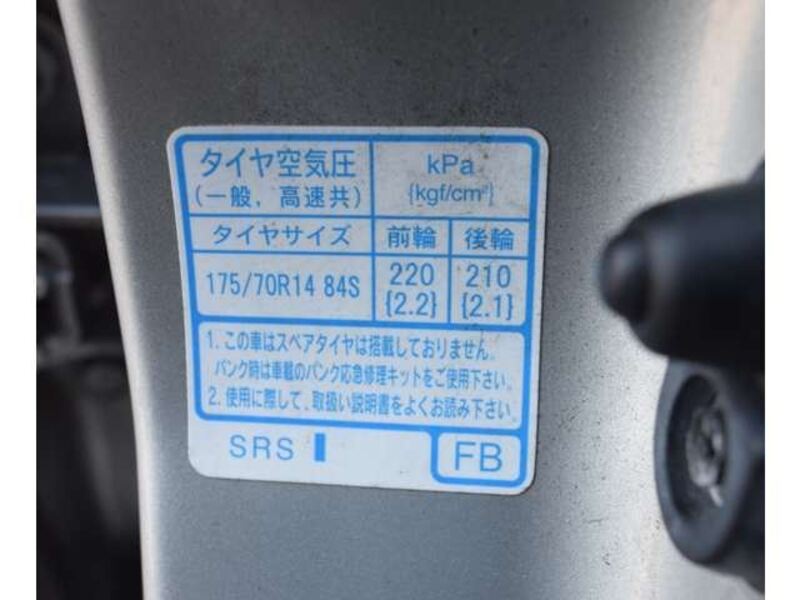 タイヤ空気圧
(一般, 高速共)
kPa
{kgf/cm²}
タイヤサイズ 前輪 後輪
175/70R14 84S 220 210
{2.2} {2.1}
1. この車はスペアタイヤは搭載しておりません。
パンク時は車載のパンク応急修理キットをご使用下さい。
2. 使用に際して、取扱い説明書をよくお読み下さい。
SRS I FB